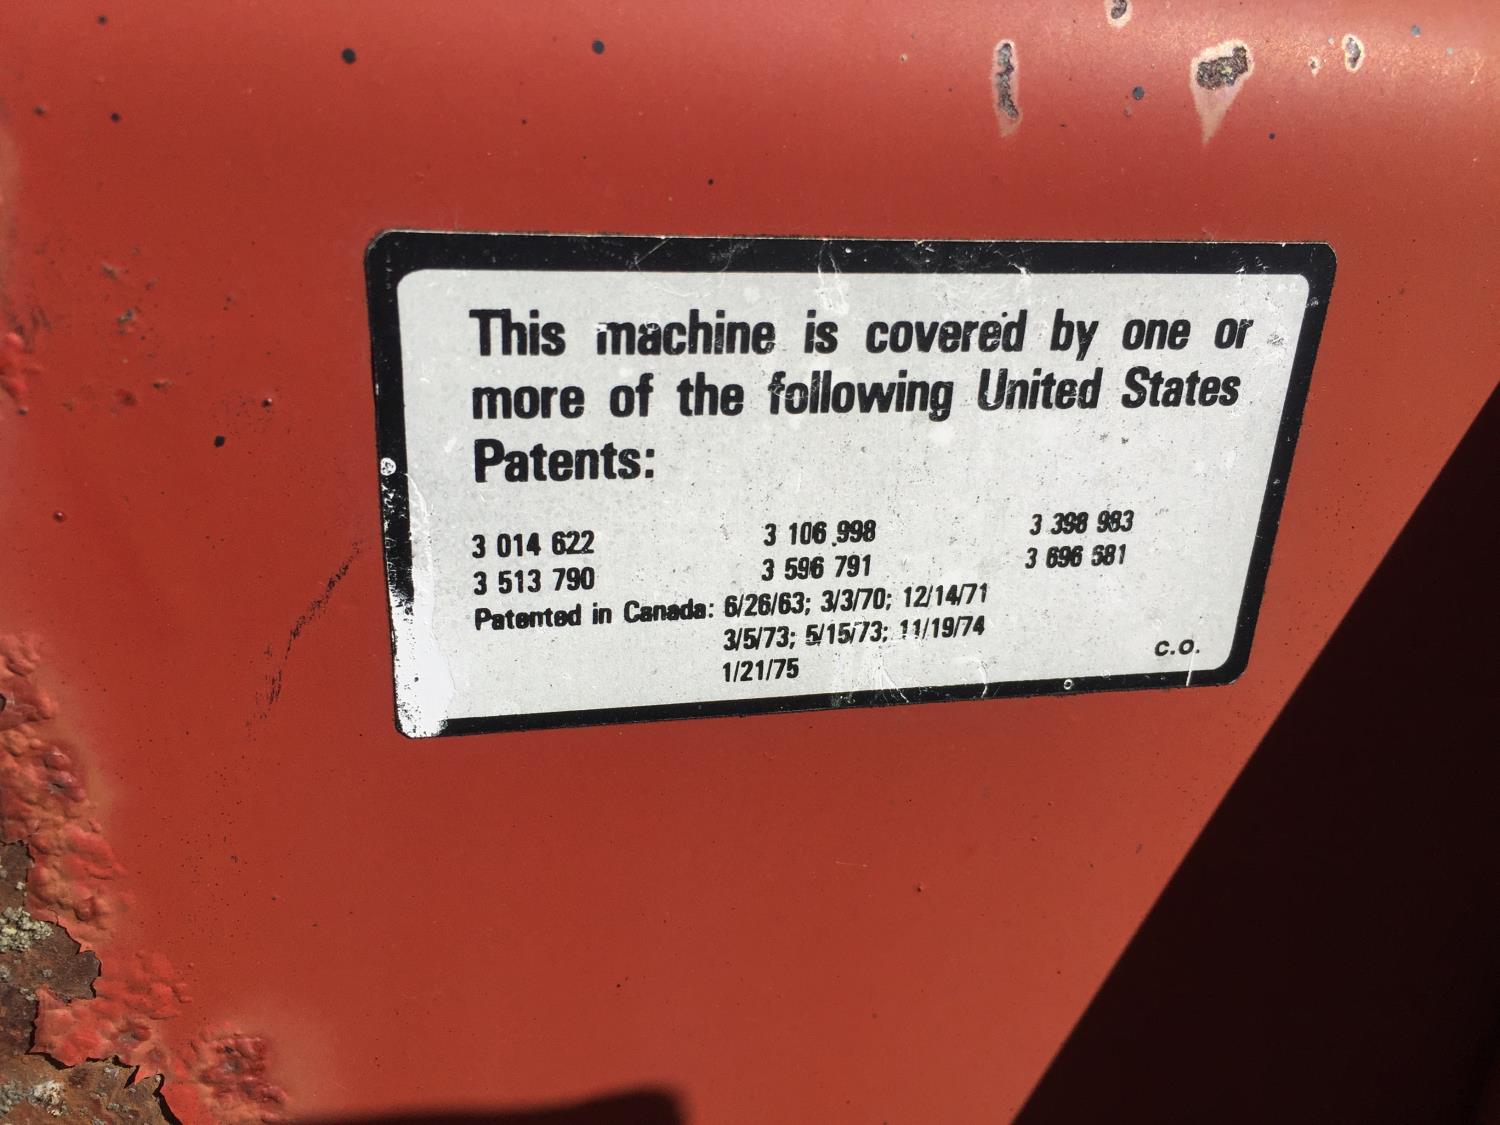 This machine is covered by one or
more of the following United States
Patents:
3 014 622 3 106 998 3 398 983
3 513 790 3 596 791 3 696 581
Patented in Canada: 6/26/63; 3/3/70; 12/14/71
3/5/73; 5/15/73; 11/19/74
1/21/75
C.O.